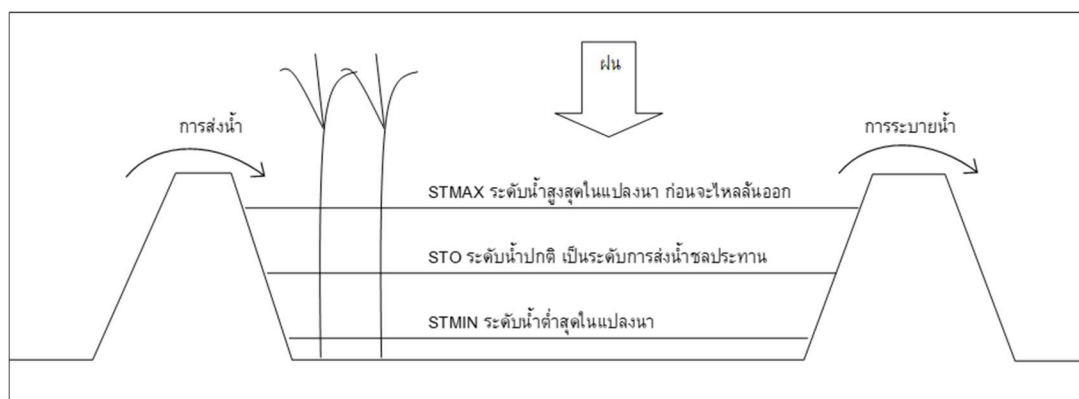 ฝน
การส่งน้ำ
การระบายน้ำ
STMAX ระดับน้ำสูงสุดในแปลงนา ก่อนจะไหลล้นออก
STO ระดับน้ำปกติ เป็นระดับการส่งน้ำชลประทาน
STMIN ระดับน้ำต่ำสุดในแปลงนา